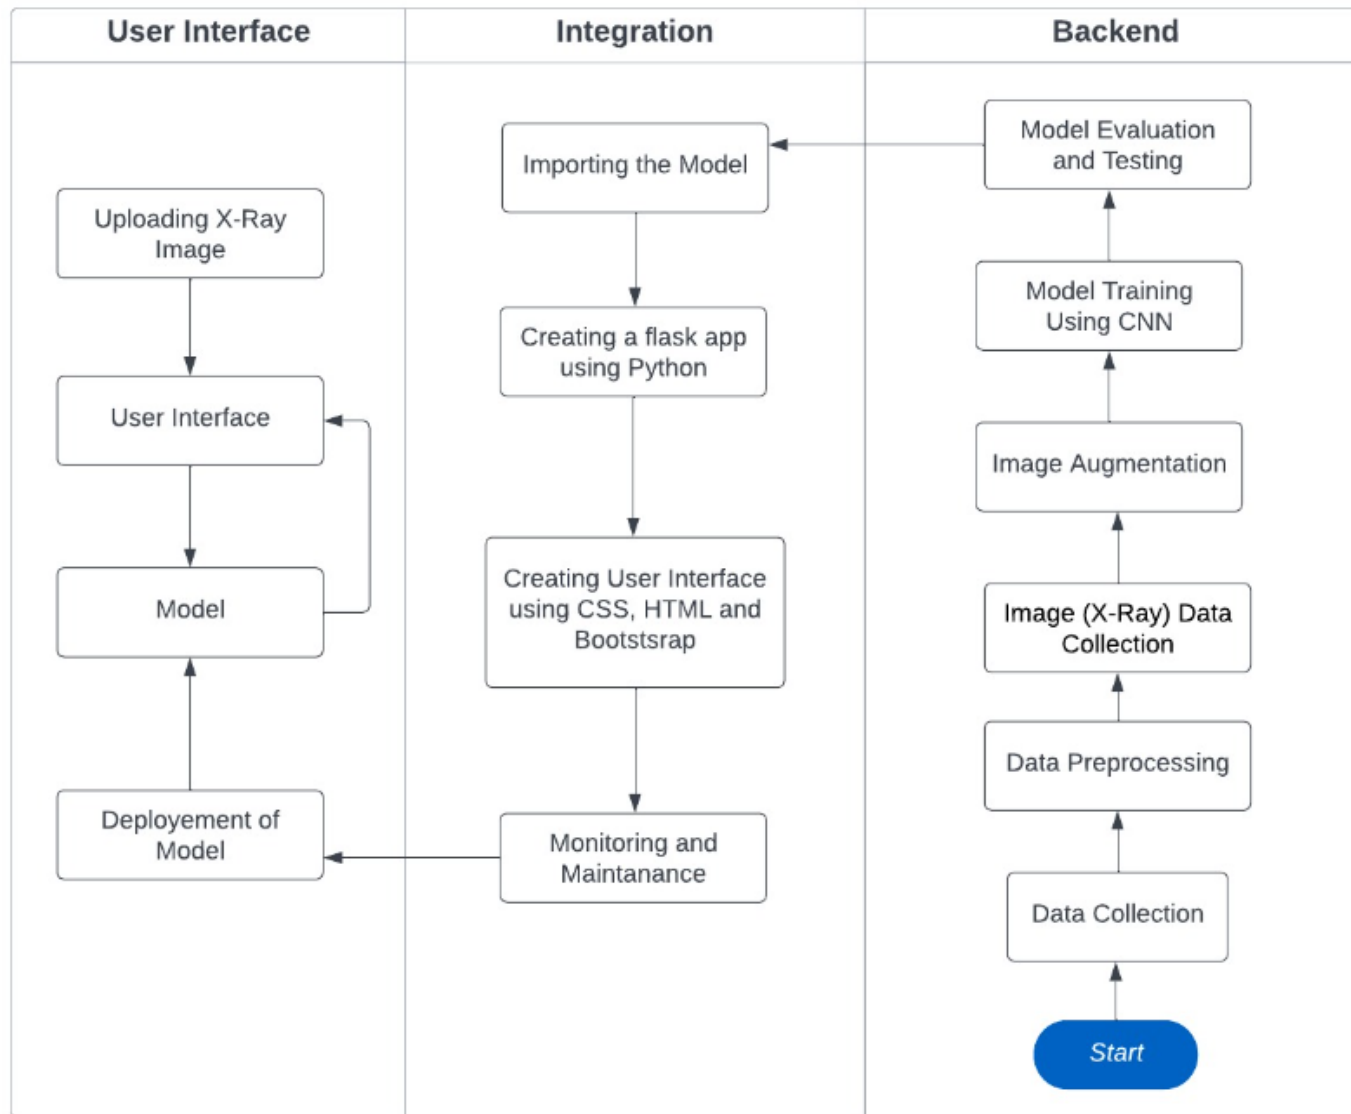 User Interface
Integration
Backend
Uploading X-Ray
Image
User Interface
Model
Deployement of
Model
Importing the Model
Creating a flask app
using Python
Creating User Interface
using CSS, HTML and
Bootstsrap
Monitoring and
Maintanance
Model Evaluation
and Testing
Model Training
Using CNN
Image Augmentation
Image (X-Ray) Data
Collection
Data Preprocessing
Data Collection
Start